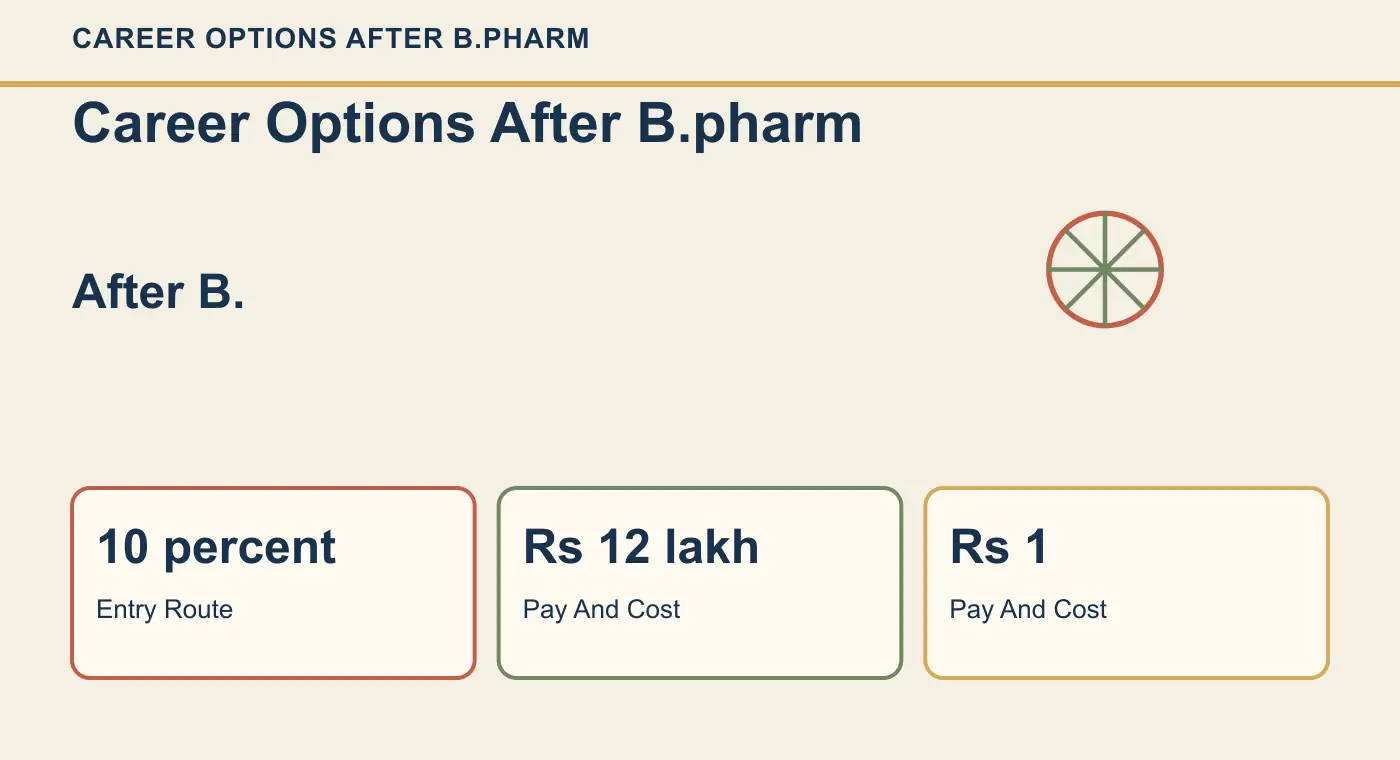 CAREER OPTIONS AFTER B.PHARM
Career Options After B.pharm
After B.
10 percent
Entry Route
Rs 12 lakh
Pay And Cost
Rs 1
Pay And Cost